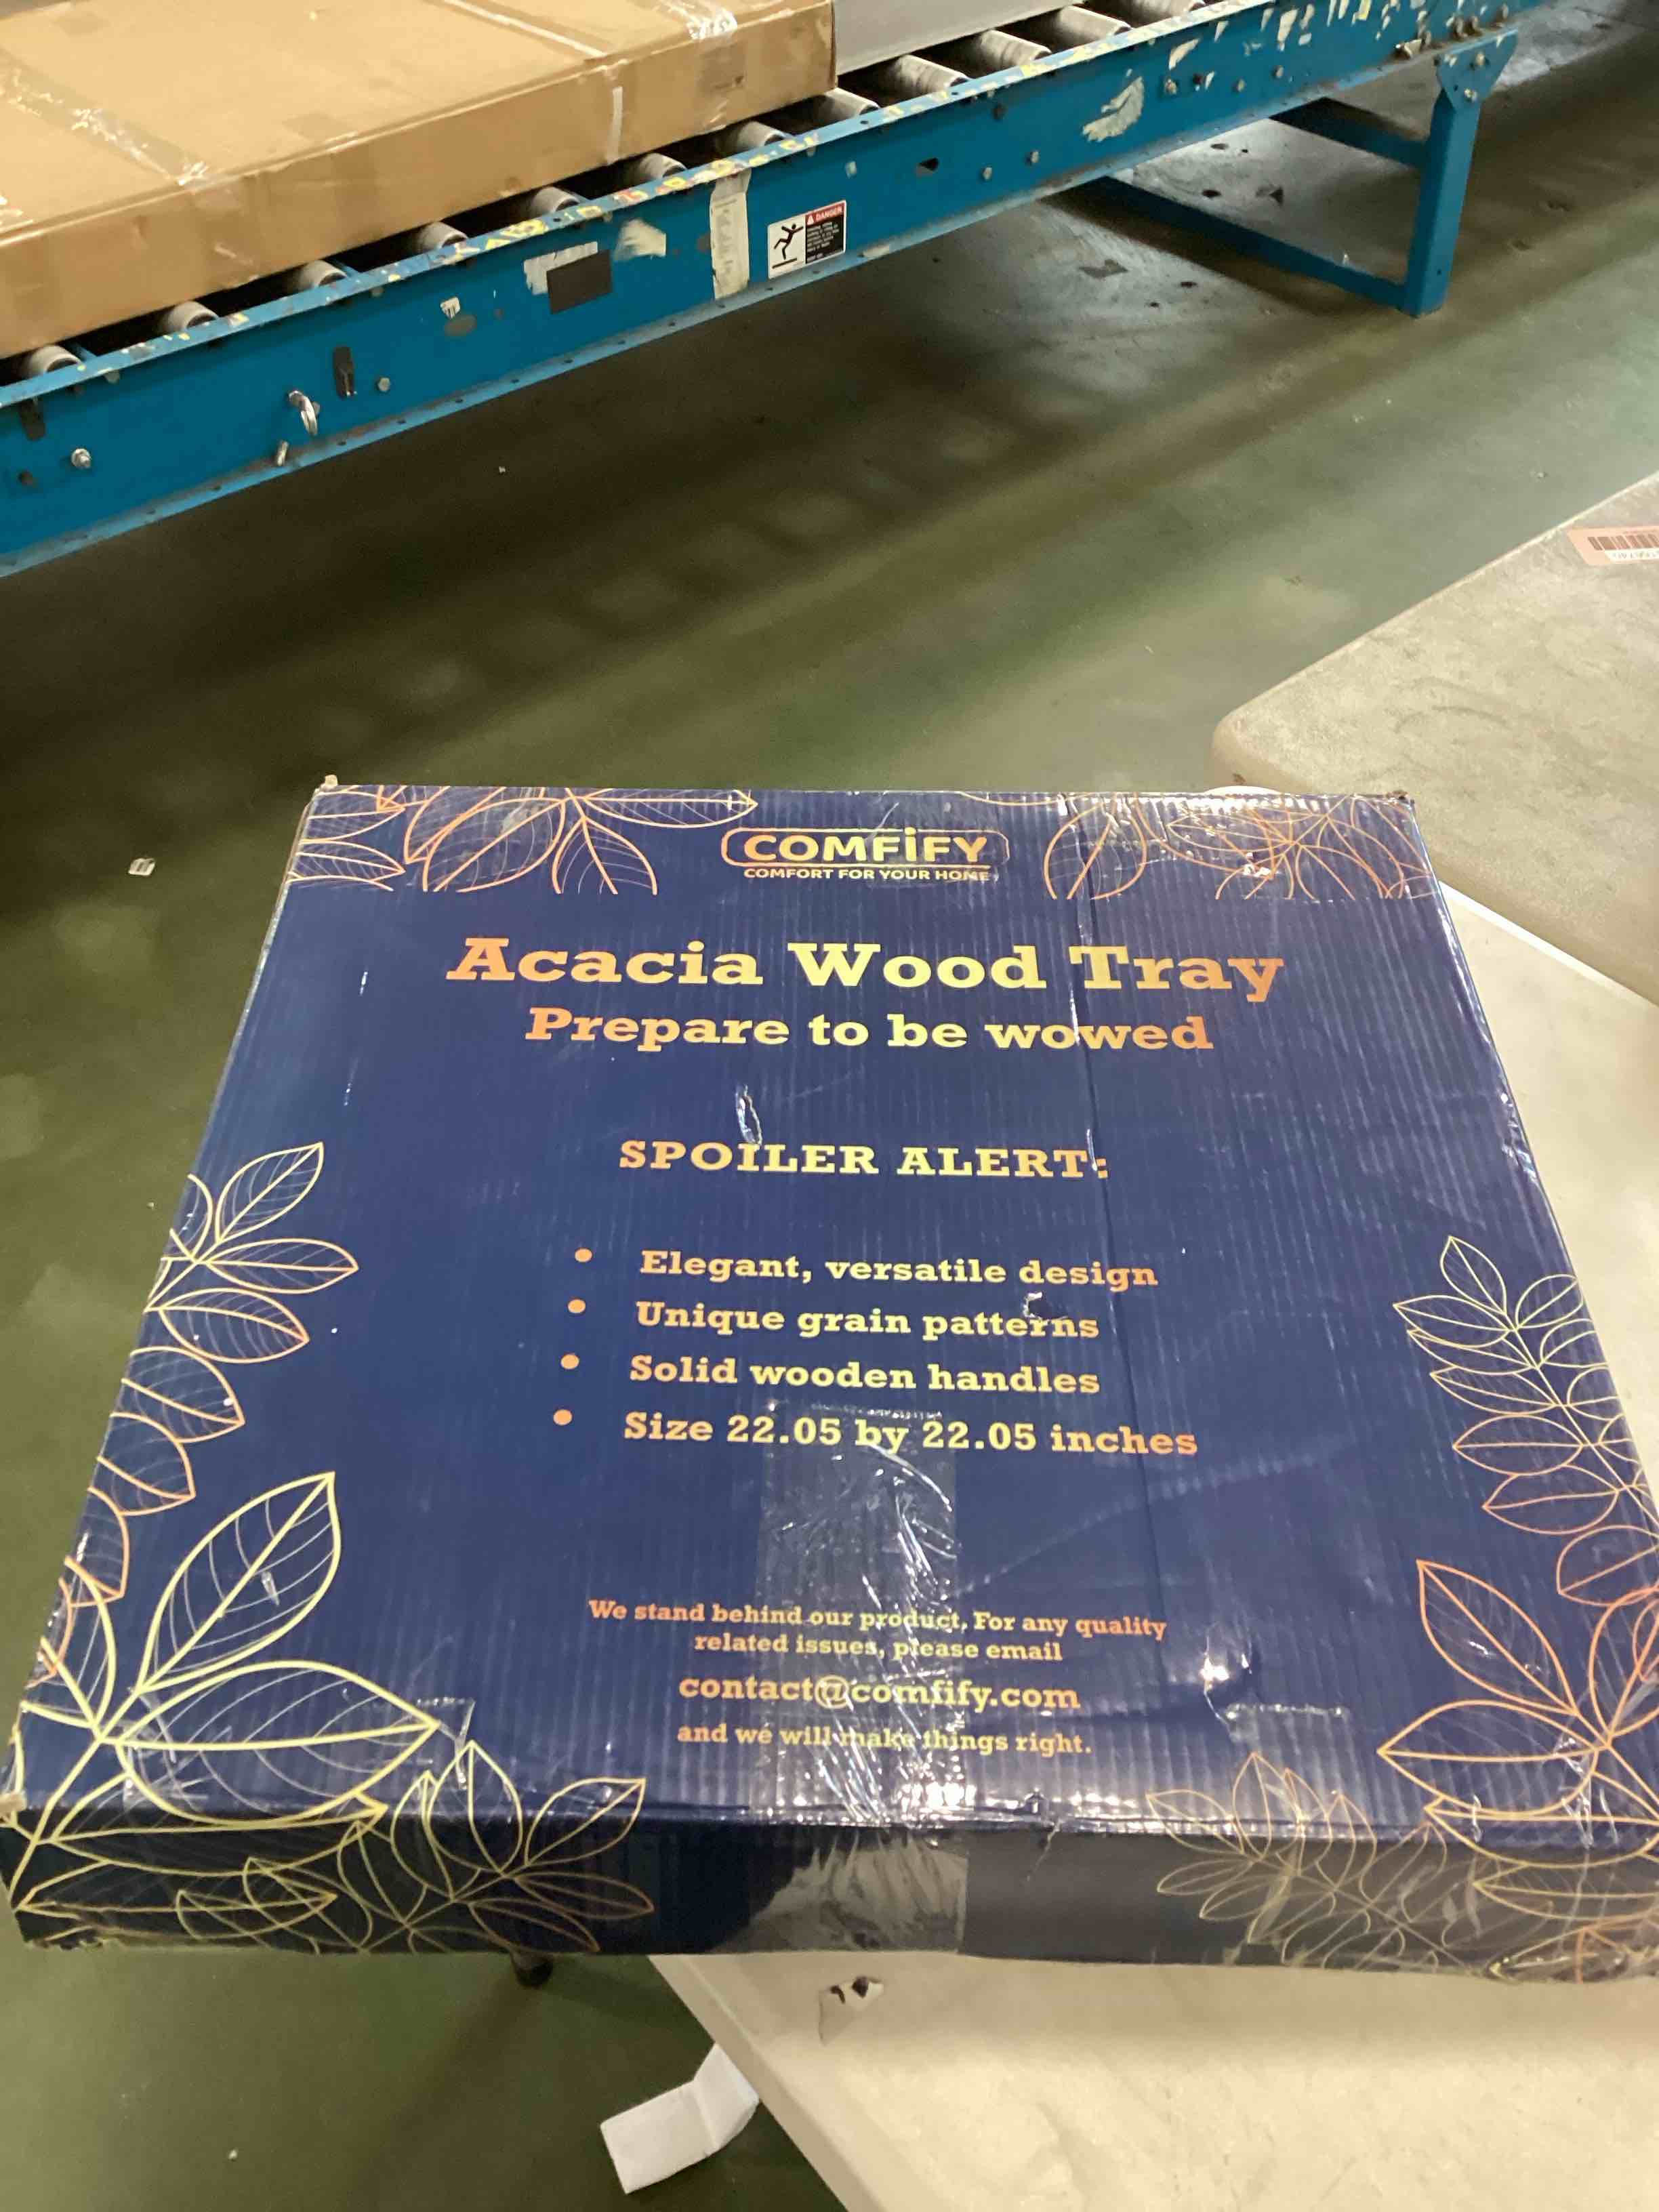 DANGER
COMFiFY
COMFORT FOR YOUR HOME
Acacia Wood Tray
Prepare to be wowed
SPOILER ALERT:
• Elegant, versatile design
• Unique grain patterns
• Solid wooden handles
• Size 22.05 by 22.05 inches
We stand behind our product, For any quality
related issues, please email
contact@comfify.com
and we will make things right.